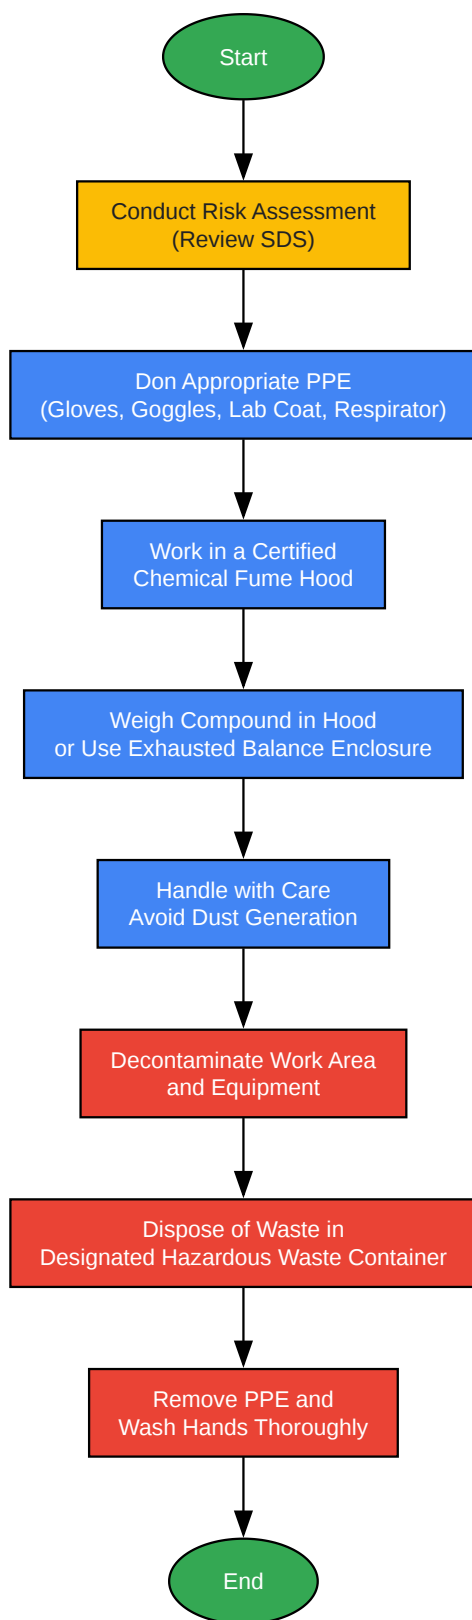 Start
Conduct Risk Assessment
(Review SDS)
Don Appropriate PPE
(Gloves, Goggles, Lab Coat, Respirator)
Work in a Certified
Chemical Fume Hood
Weigh Compound in Hood
or Use Exhausted Balance Enclosure
Handle with Care
Avoid Dust Generation
Decontaminate Work Area
and Equipment
Dispose of Waste in
Designated Hazardous Waste Container
Remove PPE and
Wash Hands Thoroughly
End